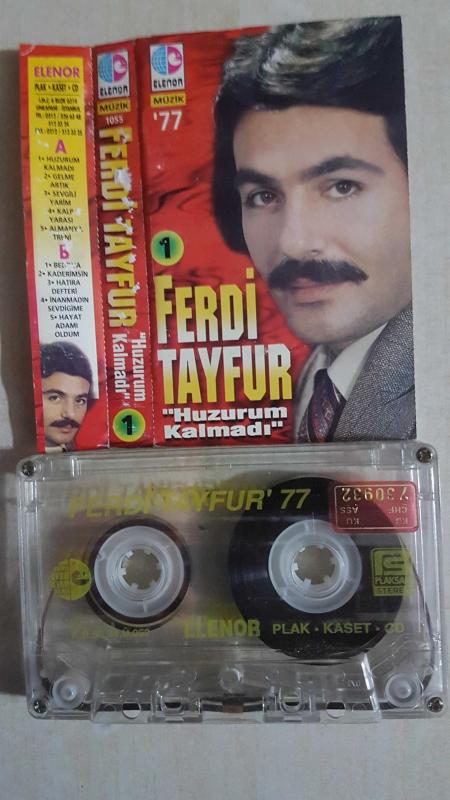 ELENOR
PLAK • KASET • CD
A
1• HUZURUM
KALMADI
2• GELME
ARTIK
3• SEVGİLİ
YARİM
4• KALP
YARASI
5• ALMANYA
TRENİ
B
2• KADERİMSİN
3• HATIRA
DEFTERİ
4• İNANMADIN
SEVDİĞİME
5• HAYAT
ADAMI
OLDUM
ELENOR
MÜZİK
1055
FERDİ TAYFUR
"Huzurum
Kalmadı"
1
ELENOR
MÜZİK
'77
1
FERDİ
TAYFUR
"Huzurum
Kalmadı"
FERDİ TAYFUR' 77
730932
PLAKSAN
STEREO
ELENOR PLAK • KASET • CD